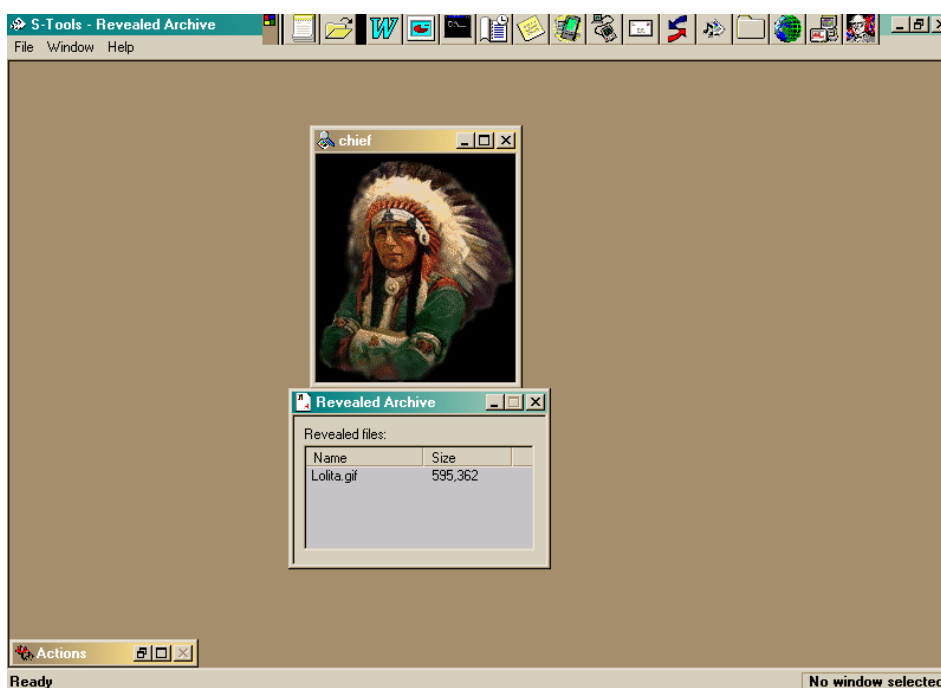 S-Tools - Revealed Archive
File Window Help
chief
Revealed Archive
Revealed files:
Name Size
Lolita.gif 595,362
Actions
Ready No window selected